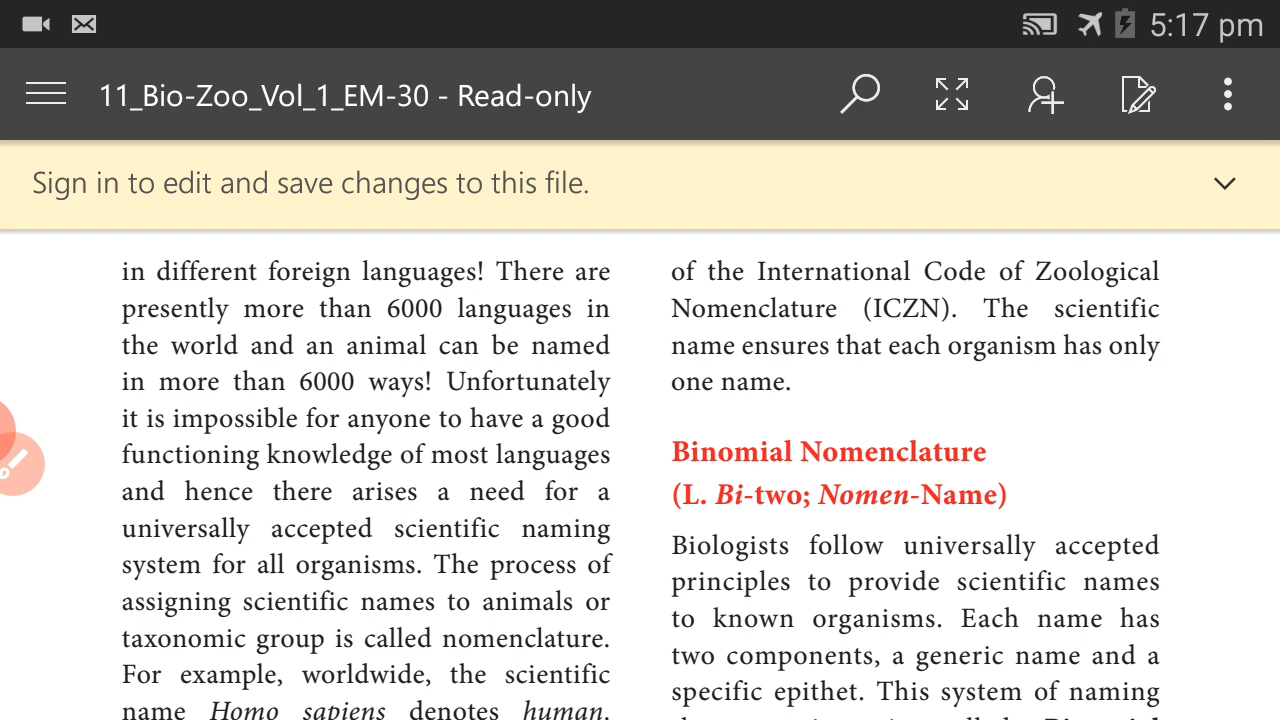 5:17 pm
11_Bio-Zoo_Vol_1_EM-30 - Read-only
Sign in to edit and save changes to this file.
in different foreign languages! There are
presently more than 6000 languages in
the world and an animal can be named
in more than 6000 ways! Unfortunately
it is impossible for anyone to have a good
functioning knowledge of most languages
and hence there arises a need for a
universally accepted scientific naming
system for all organisms. The process of
assigning scientific names to animals or
taxonomic group is called nomenclature.
For example, worldwide, the scientific
name Homo sapiens denotes human.
of the International Code of Zoological
Nomenclature (ICZN). The scientific
name ensures that each organism has only
one name.
Binomial Nomenclature
(L. Bi-two; Nomen-Name)
Biologists follow universally accepted
principles to provide scientific names
to known organisms. Each name has
two components, a generic name and a
specific epithet. This system of naming